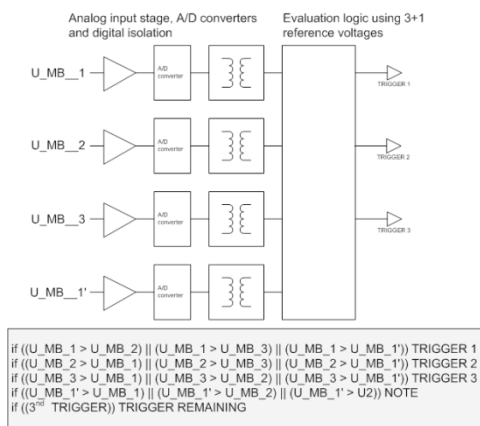 Analog input stage, A/D converters
and digital isolation
Evaluation logic using 3+1
reference voltages
U_MB__1
A/D
converter
TRIGGER 1
U_MB__2
A/D
converter
TRIGGER 2
U_MB__3
A/D
converter
TRIGGER 3
U_MB__1'
A/D
converter
if ((U_MB_1 > U_MB_2) || (U_MB_1 > U_MB_3) || (U_MB_1 > U_MB_1')) TRIGGER 1
if ((U_MB_2 > U_MB_1) || (U_MB_2 > U_MB_3) || (U_MB_2 > U_MB_1')) TRIGGER 2
if ((U_MB_3 > U_MB_1) || (U_MB_3 > U_MB_2) || (U_MB_3 > U_MB_1')) TRIGGER 3
if ((U_MB_1' > U_MB_1) || (U_MB_1' > U_MB_2) || (U_MB_1' > U2)) NOTE
if ((3nd TRIGGER)) TRIGGER REMAINING